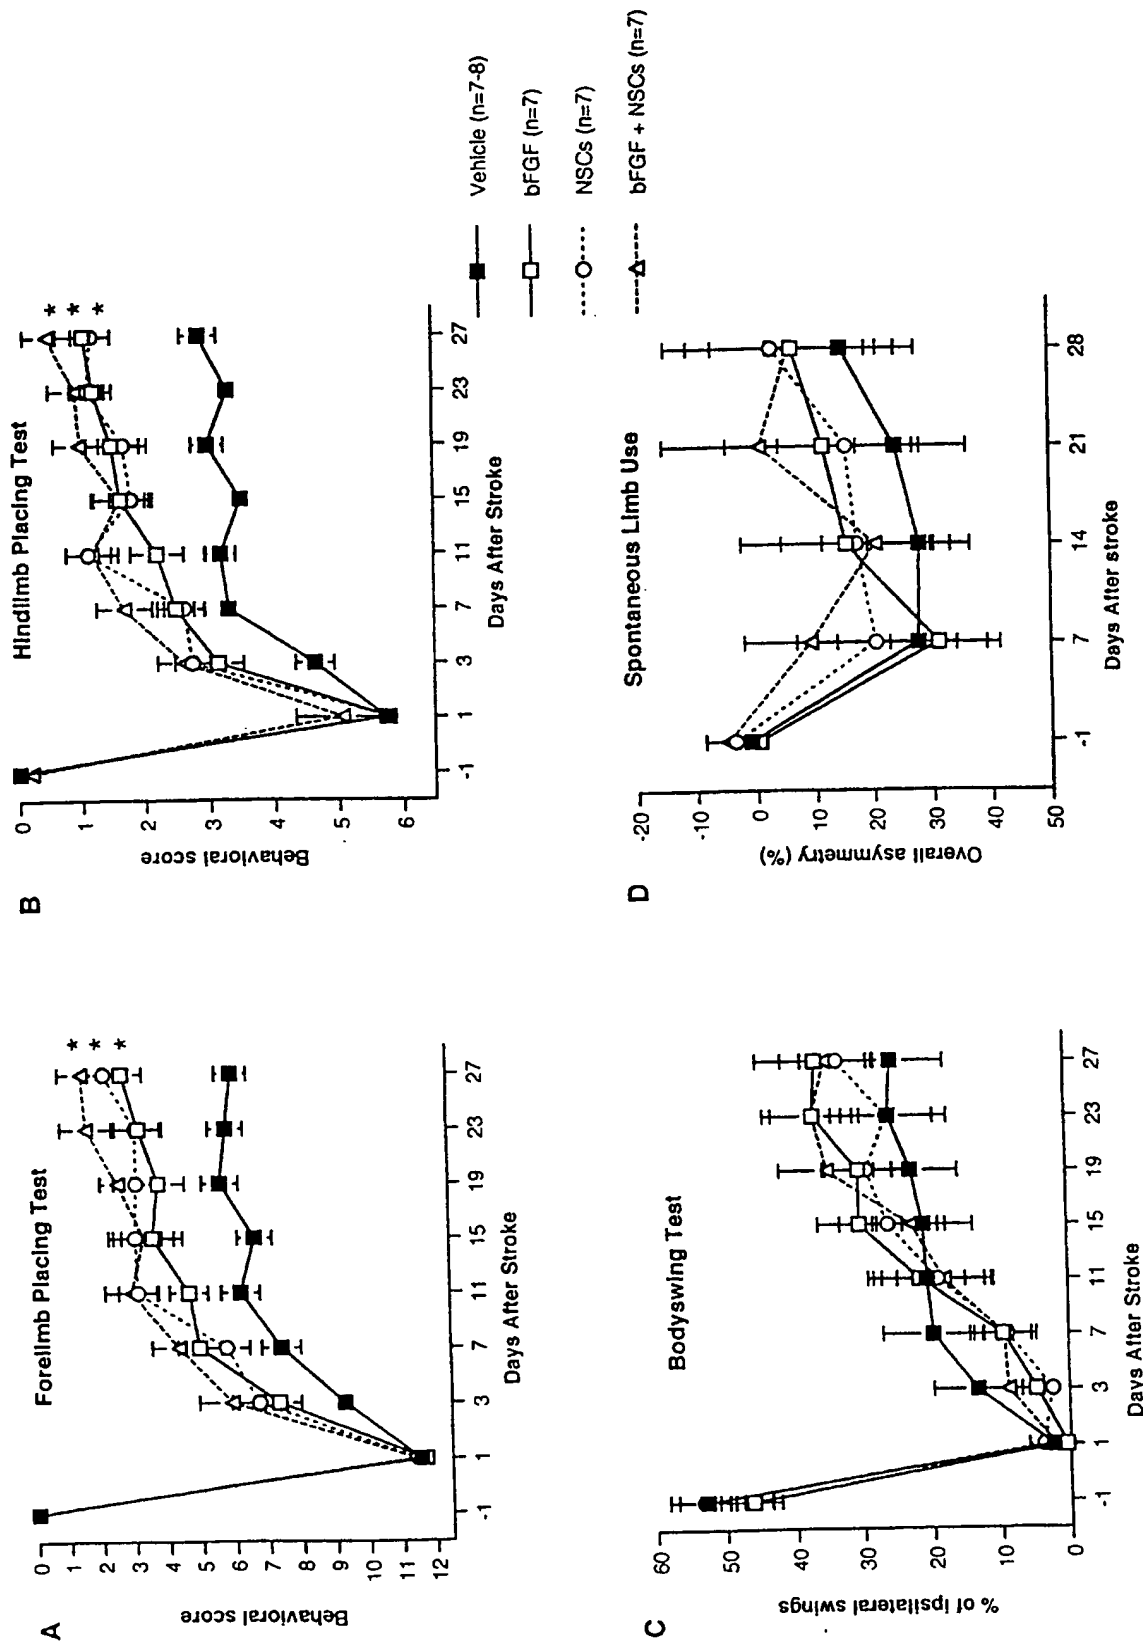 A
Forelimb Placing Test
Behavioral score
0 1 2 3 4 5 6 7 8 9 10 11 12
* * *
-1 1 3 7 11 15 19 23 27
Days After Stroke
B
Hindlimb Placing Test
Behavioral score
0 1 2 3 4 5 6
* * *
-1 1 3 7 11 15 19 23 27
Days After Stroke
Vehicle (n=7-8)
bFGF (n=7)
NSCs (n=7)
bFGF + NSCs (n=7)
C
Bodyswing Test
% of ipsilateral swings
60 50 40 30 20 10 0
-1 1 3 7 11 15 19 23 27
Days After Stroke
D
Spontaneous Limb Use
Overall asymmetry (%)
-20 -10 0 10 20 30 40 50
-1 7 14 21 28
Days After stroke